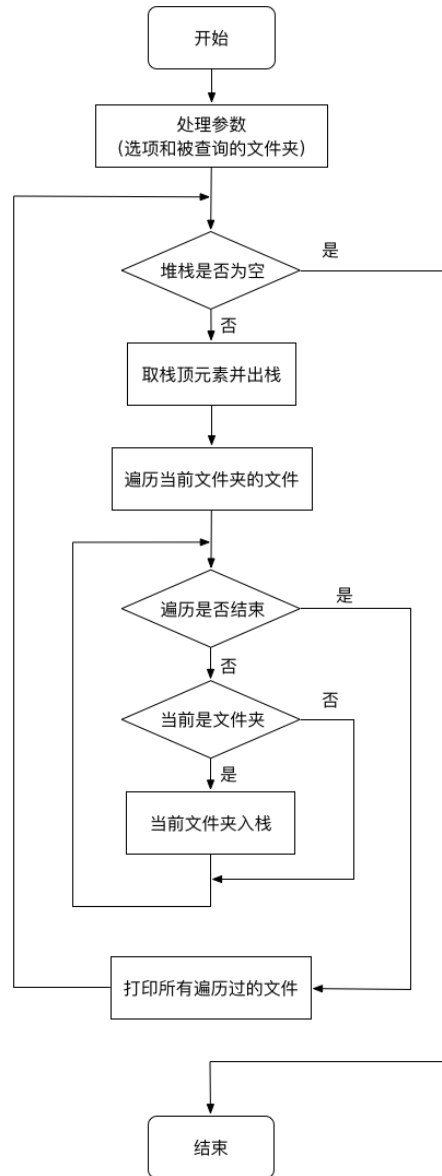 开始
处理参数
（选项和被查询的文件夹）
堆栈是否为空
是
否
取栈顶元素并出栈
遍历当前文件夹的文件
遍历是否结束
是
否
当前是文件夹
否
是
当前文件夹入栈
打印所有遍历过的文件
结束